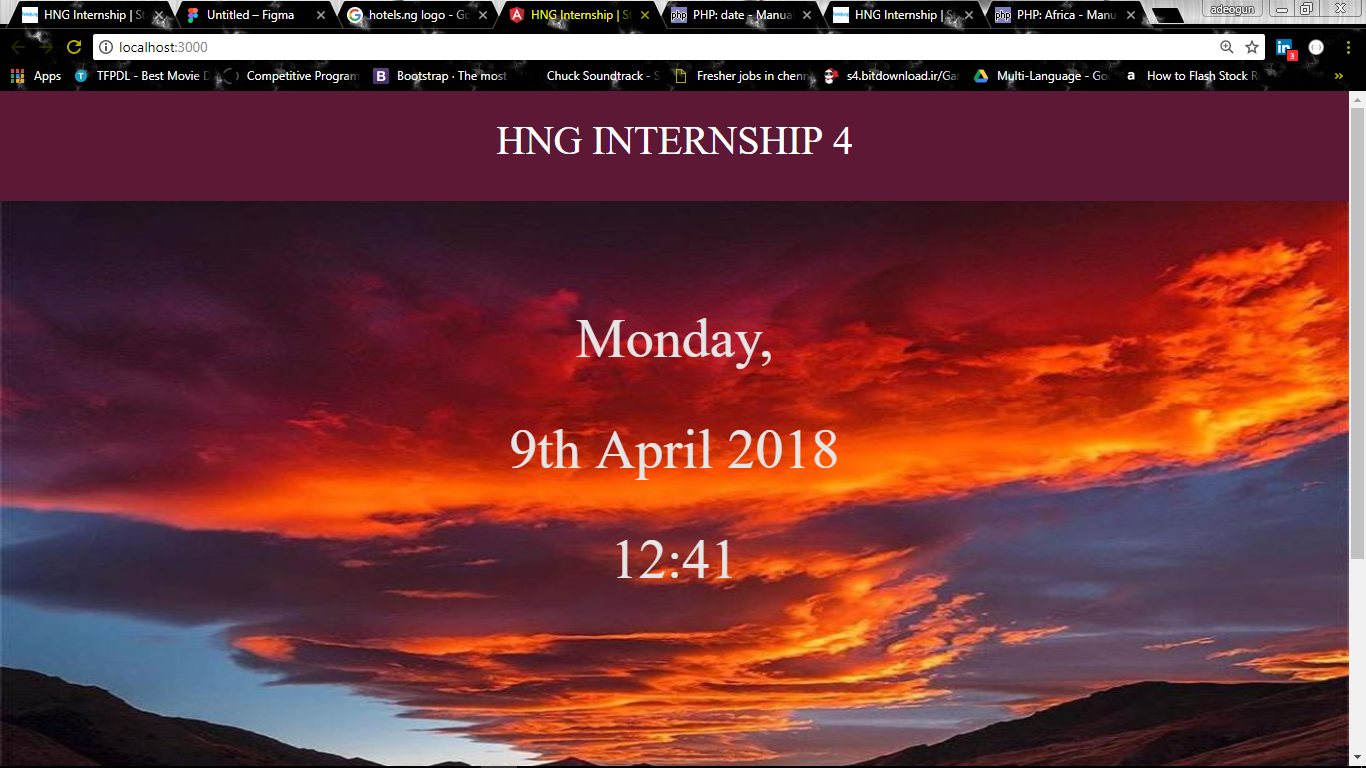 HNG Internship | St
Untitled – Figma
hotels.ng logo - Go
HNG Internship | St
PHP: date - Manua
HNG Internship | St
PHP: Africa - Manu
adeogun
localhost:3000
3
Apps
TFPDL - Best Movie D
Competitive Program
B
Bootstrap · The most
Chuck Soundtrack - S
Fresher jobs in chenn
s4.bitdownload.ir/Ga
Multi-Language - Go
a
How to Flash Stock R
HNG INTERNSHIP 4
Monday,
9th April 2018
12:41